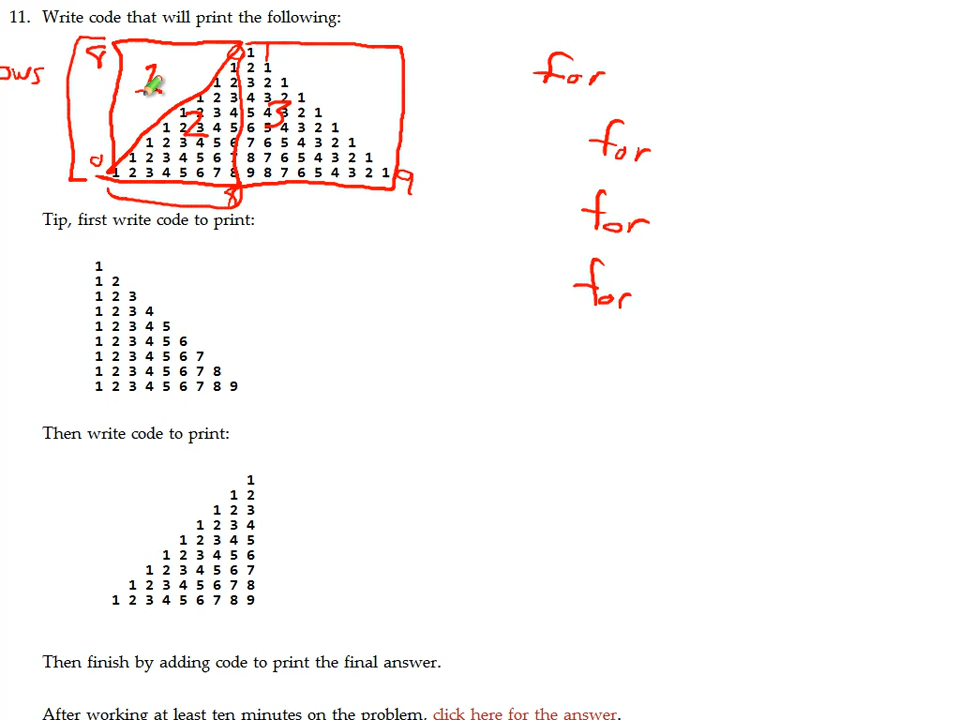 11. Write code that will print the following:
ows
8
0
1
1 2 1
1 2 3 2 1
1 2 3 4 3 2 1
1 2 3 4 5 4 3 2 1
1 2 3 4 5 6 5 4 3 2 1
1 2 3 4 5 6 7 6 5 4 3 2 1
1 2 3 4 5 6 7 8 7 6 5 4 3 2 1
1 2 3 4 5 6 7 8 9 8 7 6 5 4 3 2 1
0
1
1
2
3
9
8
for
for
for
for
Tip, first write code to print:
1
1 2
1 2 3
1 2 3 4
1 2 3 4 5
1 2 3 4 5 6
1 2 3 4 5 6 7
1 2 3 4 5 6 7 8
1 2 3 4 5 6 7 8 9
Then write code to print:
1
1 2
1 2 3
1 2 3 4
1 2 3 4 5
1 2 3 4 5 6
1 2 3 4 5 6 7
1 2 3 4 5 6 7 8
1 2 3 4 5 6 7 8 9
Then finish by adding code to print the final answer.
After working at least ten minutes on the problem, click here for the answer.